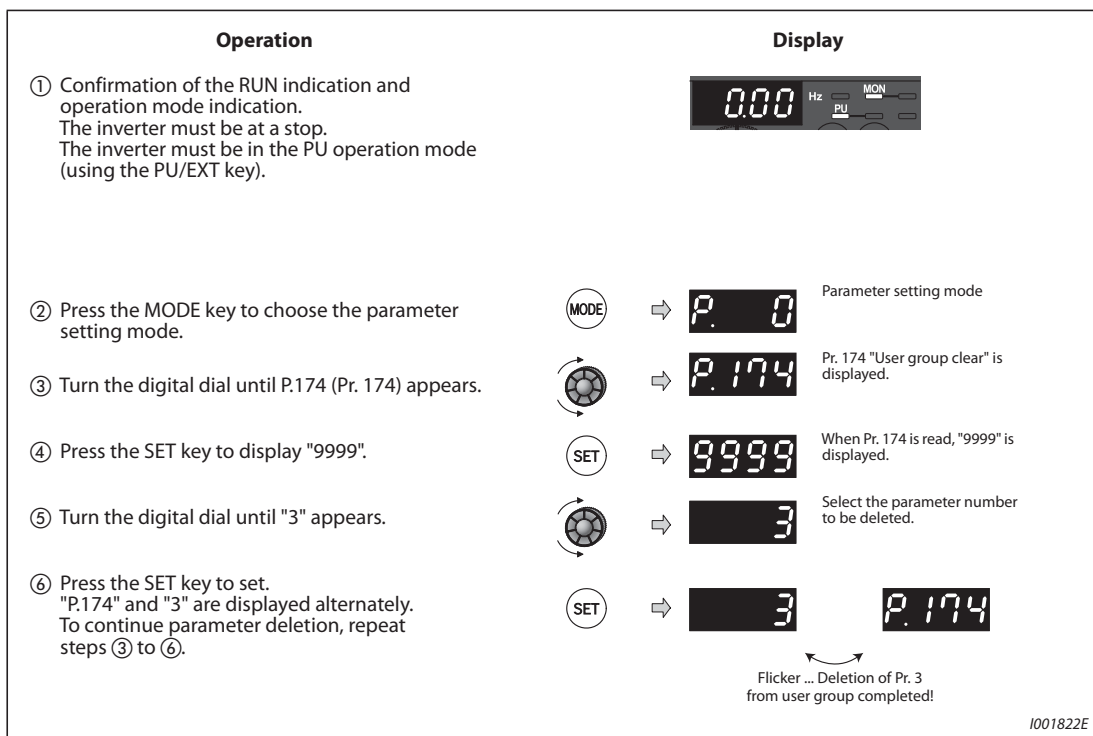 Operation
Display
① Confirmation of the RUN indication and
operation mode indication.
The inverter must be at a stop.
The inverter must be in the PU operation mode
(using the PU/EXT key).
0.00 Hz MON
PU
② Press the MODE key to choose the parameter
setting mode.
MODE
P. 0
Parameter setting mode
③ Turn the digital dial until P.174 (Pr. 174) appears.
P.174
Pr. 174 "User group clear" is
displayed.
④ Press the SET key to display "9999".
SET
9999
When Pr. 174 is read, "9999" is
displayed.
⑤ Turn the digital dial until "3" appears.
3
Select the parameter number
to be deleted.
⑥ Press the SET key to set.
"P.174" and "3" are displayed alternately.
To continue parameter deletion, repeat
steps ③ to ⑥.
SET
3
P.174
Flicker ... Deletion of Pr. 3
from user group completed!
I001822E